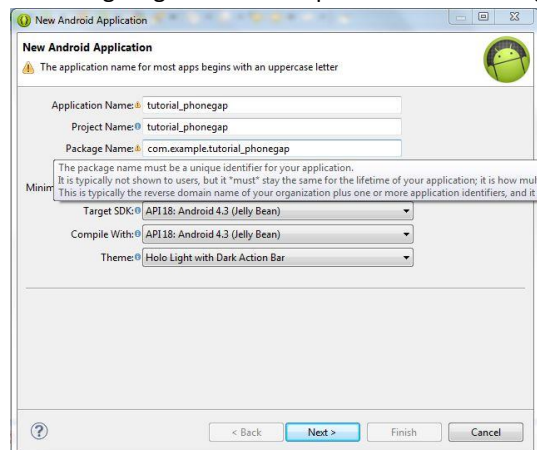 New Android Application
New Android Application
The application name for most apps begins with an uppercase letter
Application Name: tutorial_phonegap
Project Name: tutorial_phonegap
Package Name: com.example.tutorial_phonegap
The package name must be a unique identifier for your application.
It is typically not shown to users, but it *must* stay the same for the lifetime of your application; it is how
Minim
This is typically the reverse domain name of your organization plus one or more application identifiers, and it
Target SDK: API 18: Android 4.3 (Jelly Bean)
Compile With: API 18: Android 4.3 (Jelly Bean)
Theme: Holo Light with Dark Action Bar
< Back
Next >
Finish
Cancel